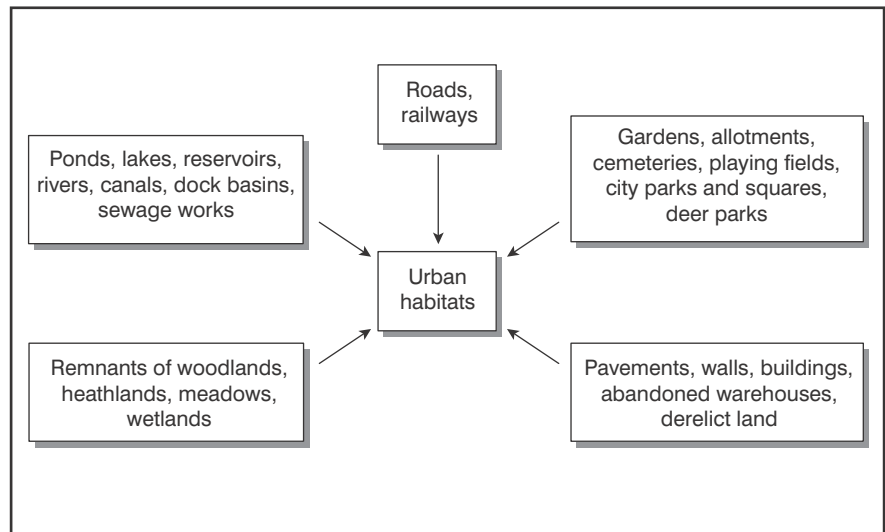 Roads,
railways
Ponds, lakes, reservoirs,
rivers, canals, dock basins,
sewage works
Gardens, allotments,
cemeteries, playing fields,
city parks and squares,
deer parks
Urban
habitats
Remnants of woodlands,
heathlands, meadows,
wetlands
Pavements, walls, buildings,
abandoned warehouses,
derelict land